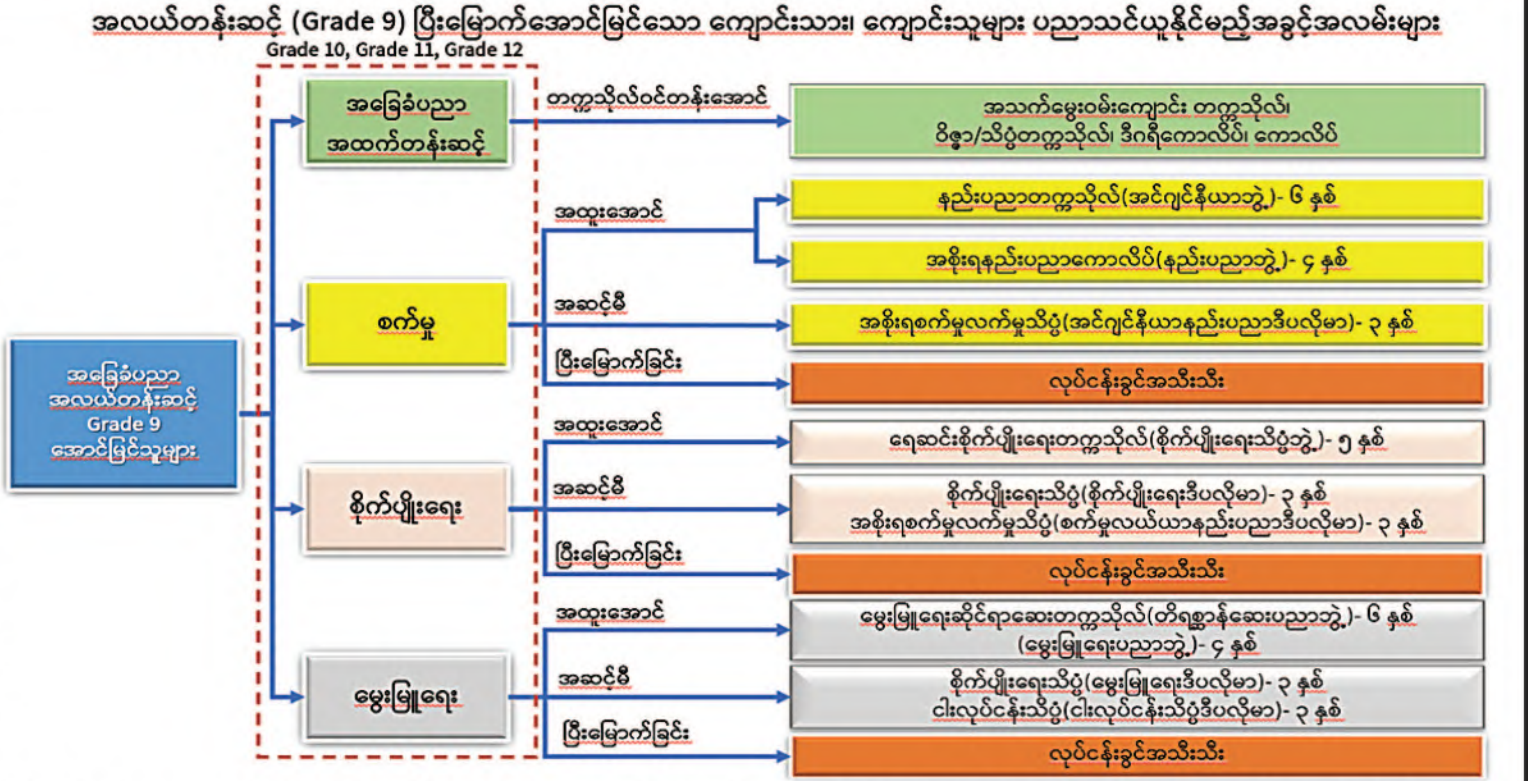 အလယ်တန်းဆင့် (Grade 9) ပြီးမြောက်အောင်မြင်သော ကျောင်းသား၊ ကျောင်းသူများ ပညာသင်ယူနိုင်မည့်အခွင့်အလမ်းများ
Grade 10, Grade 11, Grade 12
အခြေခံပညာ
အလယ်တန်းဆင့်
Grade 9
အောင်မြင်သူများ
အခြေခံပညာ
အထက်တန်းဆင့်
တက္ကသိုလ်ဝင်တန်းအောင်
အသက်မွေးဝမ်းကျောင်း တက္ကသိုလ်၊
ဝိဇ္ဇာ/သိပ္ပံတက္ကသိုလ်၊ ဒီဂရီကောလိပ်၊ ကောလိပ်
စက်မှု
အထူးအောင်
နည်းပညာတက္ကသိုလ်(အင်ဂျင်နီယာဘွဲ့)- ၆ နှစ်
အစိုးရနည်းပညာကောလိပ်(နည်းပညာဘွဲ့)- ၄ နှစ်
အဆင့်မီ
အစိုးရစက်မှုလက်မှုသိပ္ပံ(အင်ဂျင်နီယာနည်းပညာဒီပလိုမာ)- ၃ နှစ်
ပြီးမြောက်ခြင်း
လုပ်ငန်းခွင်အသီးသီး
စိုက်ပျိုးရေး
အထူးအောင်
ရေဆင်းစိုက်ပျိုးရေးတက္ကသိုလ်(စိုက်ပျိုးရေးသိပ္ပံဘွဲ့)- ၅ နှစ်
အဆင့်မီ
စိုက်ပျိုးရေးသိပ္ပံ(စိုက်ပျိုးရေးဒီပလိုမာ)- ၃ နှစ်
အစိုးရစက်မှုလက်မှုသိပ္ပံ(စက်မှုလယ်ယာနည်းပညာဒီပလိုမာ)- ၃ နှစ်
ပြီးမြောက်ခြင်း
လုပ်ငန်းခွင်အသီးသီး
မွေးမြူရေး
အထူးအောင်
မွေးမြူရေးဆိုင်ရာဆေးတက္ကသိုလ်(တိရစ္ဆာန်ဆေးပညာဘွဲ့)- ၆ နှစ်
(မွေးမြူရေးပညာဘွဲ့)- ၄ နှစ်
အဆင့်မီ
စိုက်ပျိုးရေးသိပ္ပံ(မွေးမြူရေးဒီပလိုမာ)- ၃ နှစ်
ငါးလုပ်ငန်းသိပ္ပံ(ငါးလုပ်ငန်းသိပ္ပံဒီပလိုမာ)- ၃ နှစ်
ပြီးမြောက်ခြင်း
လုပ်ငန်းခွင်အသီးသီး